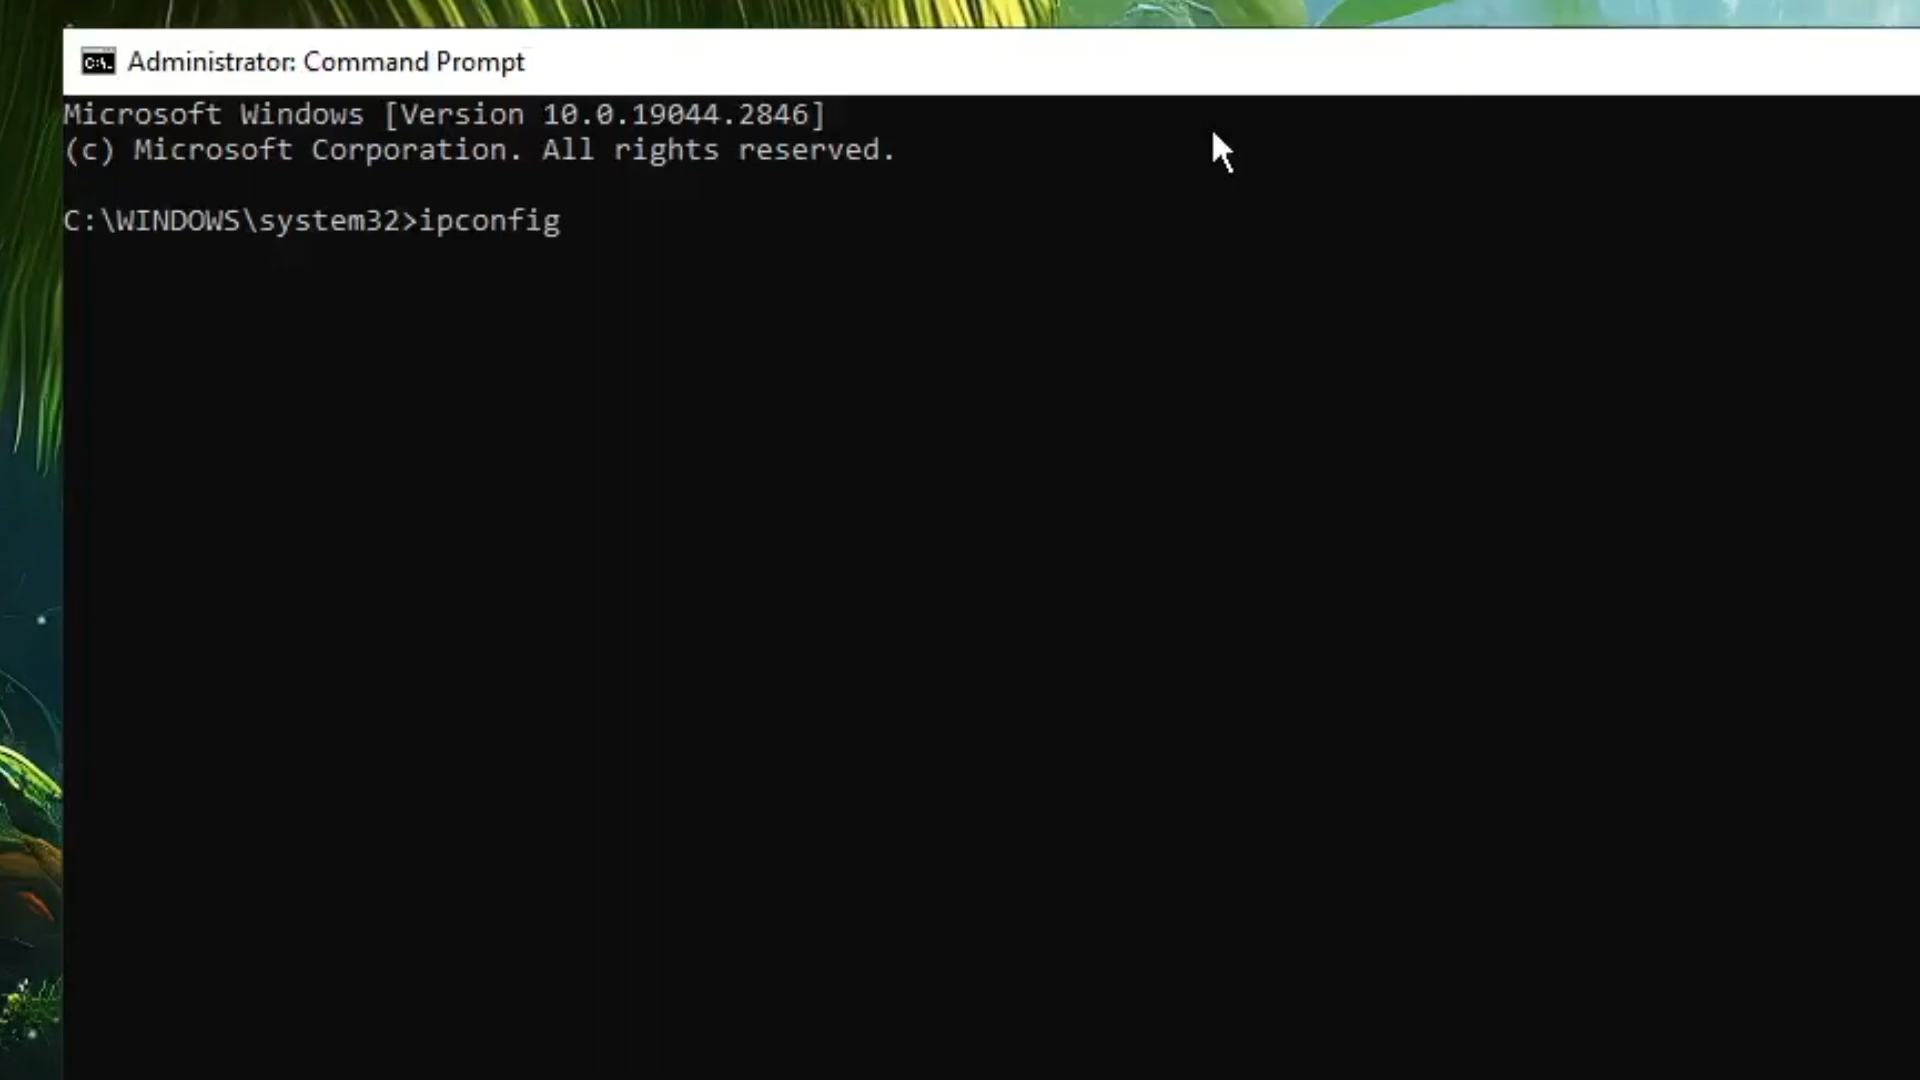 Administrator: Command Prompt
Microsoft Windows [Version 10.0.19044.2846]
(c) Microsoft Corporation. All rights reserved.
C:\WINDOWS\system32>ipconfig